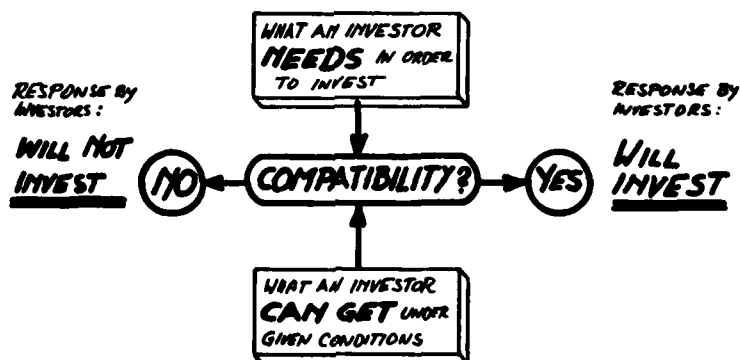 WHAT AN INVESTOR
NEEDS IN ORDER
TO INVEST
RESPONSE BY
INVESTORS:
WILL NOT
INVEST
NO
COMPATIBILITY?
YES
RESPONSE BY
INVESTORS:
WILL
INVEST
WHAT AN INVESTOR
CAN GET UNDER
GIVEN CONDITIONS